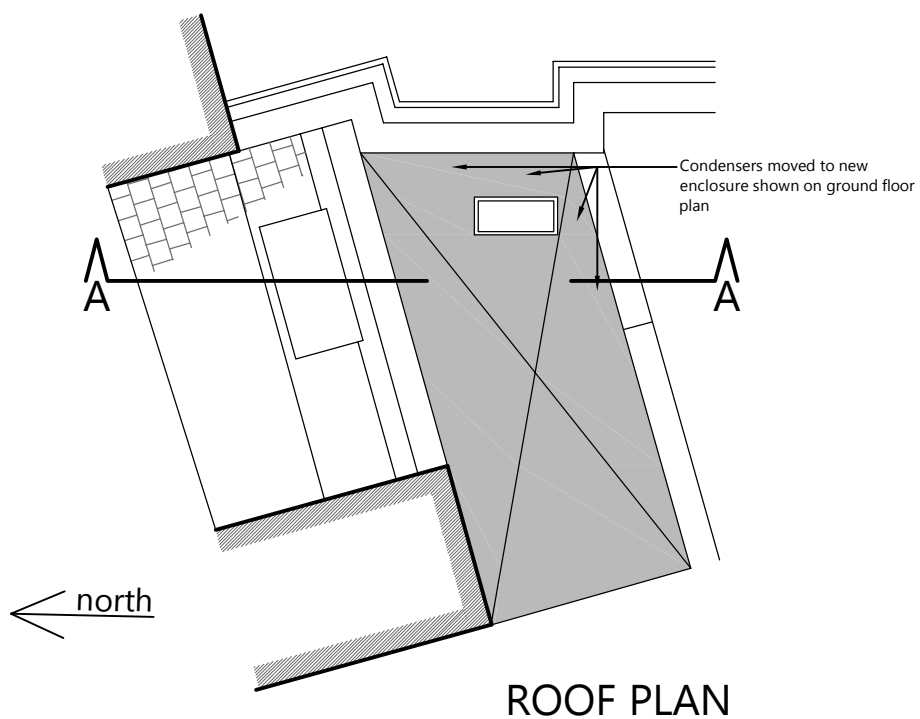 Condensers moved to new
enclosure shown on ground floor
plan
A
A
north
ROOF PLAN